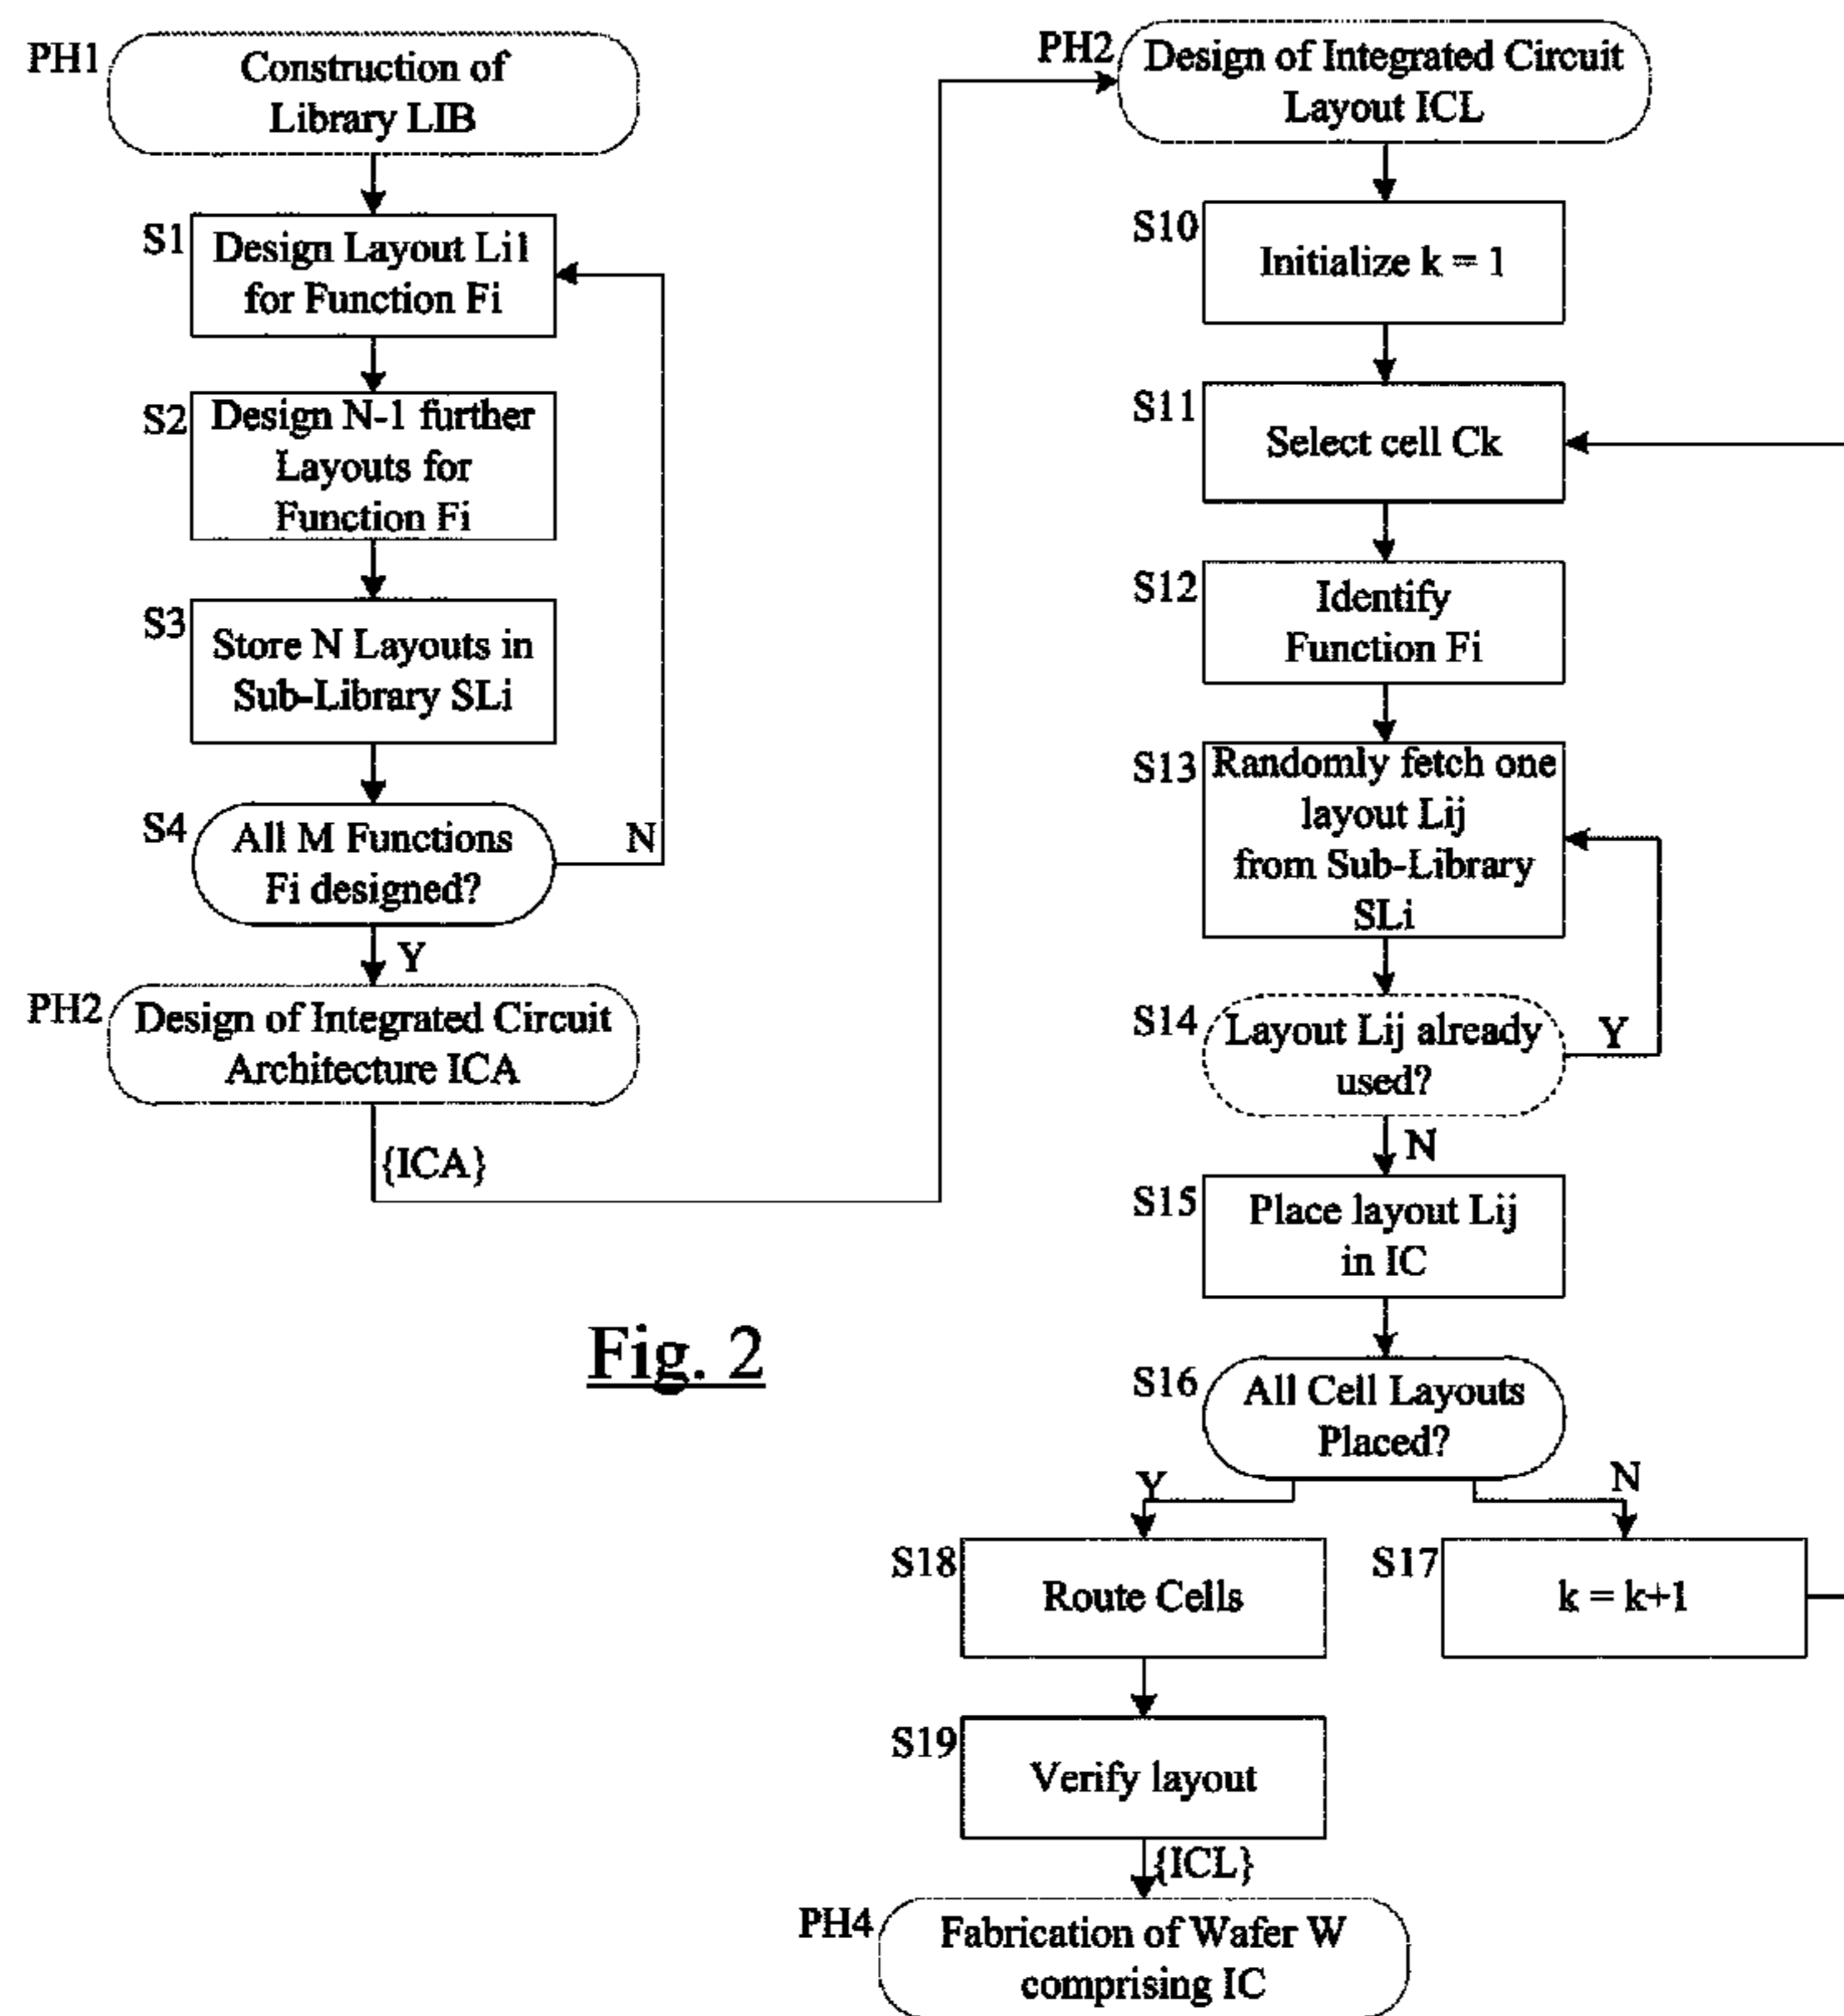 PH1
Construction of
Library LIB
S1
Design Layout Li1
for Function Fi
S2
Design N-1 further
Layouts for
Function Fi
S3
Store N Layouts in
Sub-Library SLi
S4
All M Functions
Fi designed?
N
Y
PH2
Design of Integrated Circuit
Architecture ICA
{ICA}
Fig. 2
PH2
Design of Integrated Circuit
Layout ICL
S10
Initialize k = 1
S11
Select cell Ck
S12
Identify
Function Fi
S13
Randomly fetch one
layout Lij
from Sub-Library
SLi
S14
Layout Lij already
used?
Y
N
S15
Place layout Lij
in IC
S16
All Cell Layouts
Placed?
Y
N
S18
Route Cells
S17
k = k+1
S19
Verify layout
{ICL}
PH4
Fabrication of Wafer W
comprising IC